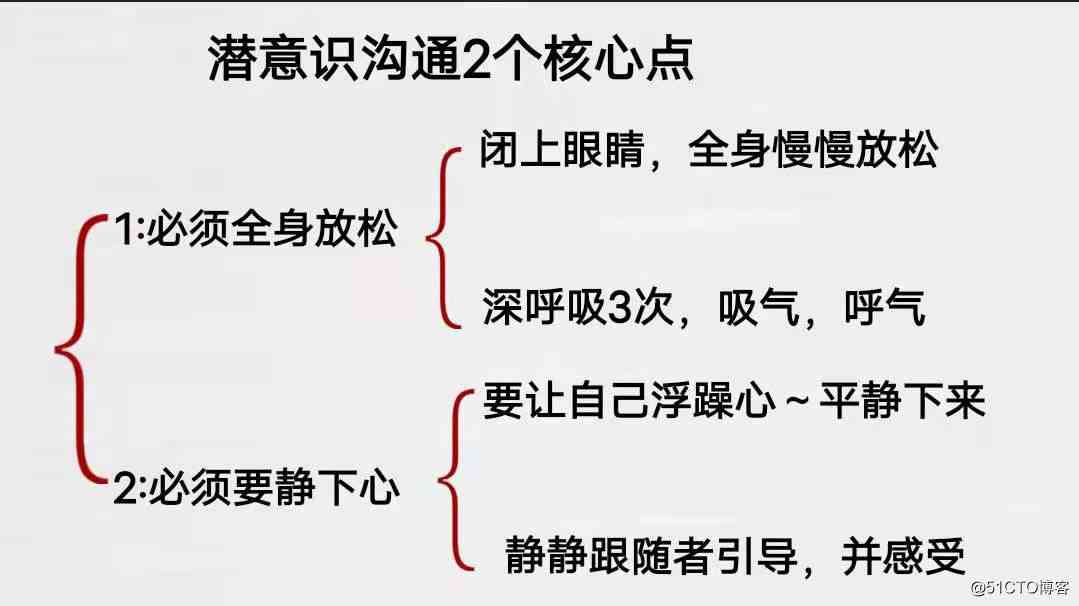 潜意识沟通2个核心点
1:必须全身放松
闭上眼睛，全身慢慢放松
深呼吸3次，吸气，呼气
2:必须要静下心
要让自己浮躁心～平静下来
静静跟随者引导，并感受
@51CTO博客